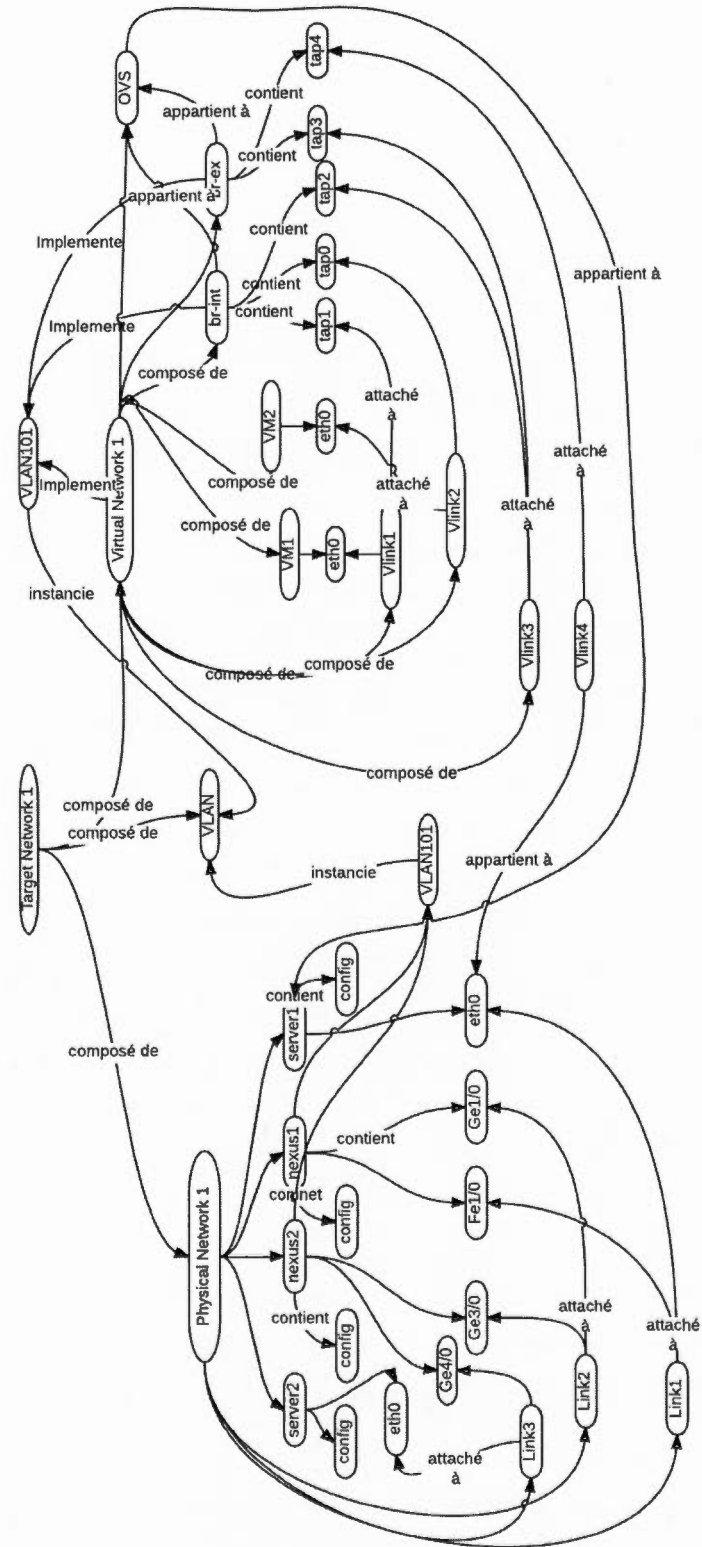 Target Network 1
composé de
composé de
composé de
Physical Network 1
server2
nexus2
nexus1
server1
config
contient
config
connet
config
contient
config
contient
eth0
Ge4/0
Ge3/0
Fe1/0
Ge1/0
eth0
attaché
à
Link3
Link2
attaché
à
Link1
attaché
à
VLAN
instancie
VLAN101
appartient à
VLAN101
instancie
Implement
Implemente
Implemente
Virtual Network 1
composé de
composé de
composé de
composé de
composé de
composé de
OVS
appartient à
appartient à
br-int
br-ex
contient
contient
contient
contient
contient
VM1
VM2
eth0
eth0
tap1
tap0
tap2
tap3
tap4
Vlink1
attaché
à
attaché
à
Vlink2
Vlink3
attaché
à
Vlink4
attaché
à
appartient à